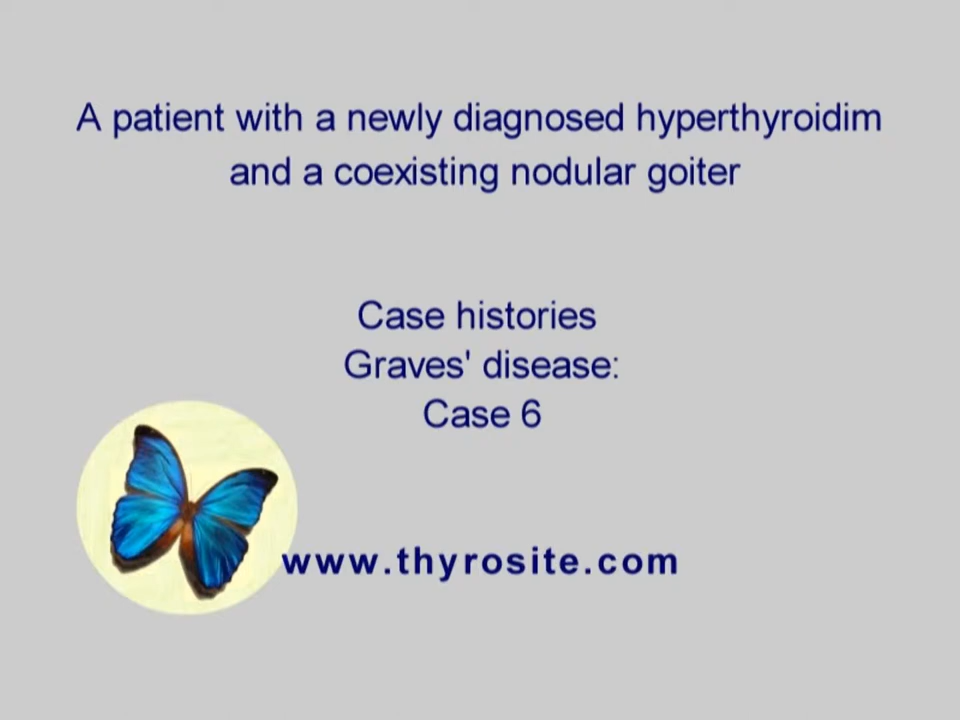 A patient with a newly diagnosed hyperthyroidim
and a coexisting nodular goiter
Case histories
Graves' disease:
Case 6
www.thyrosite.com